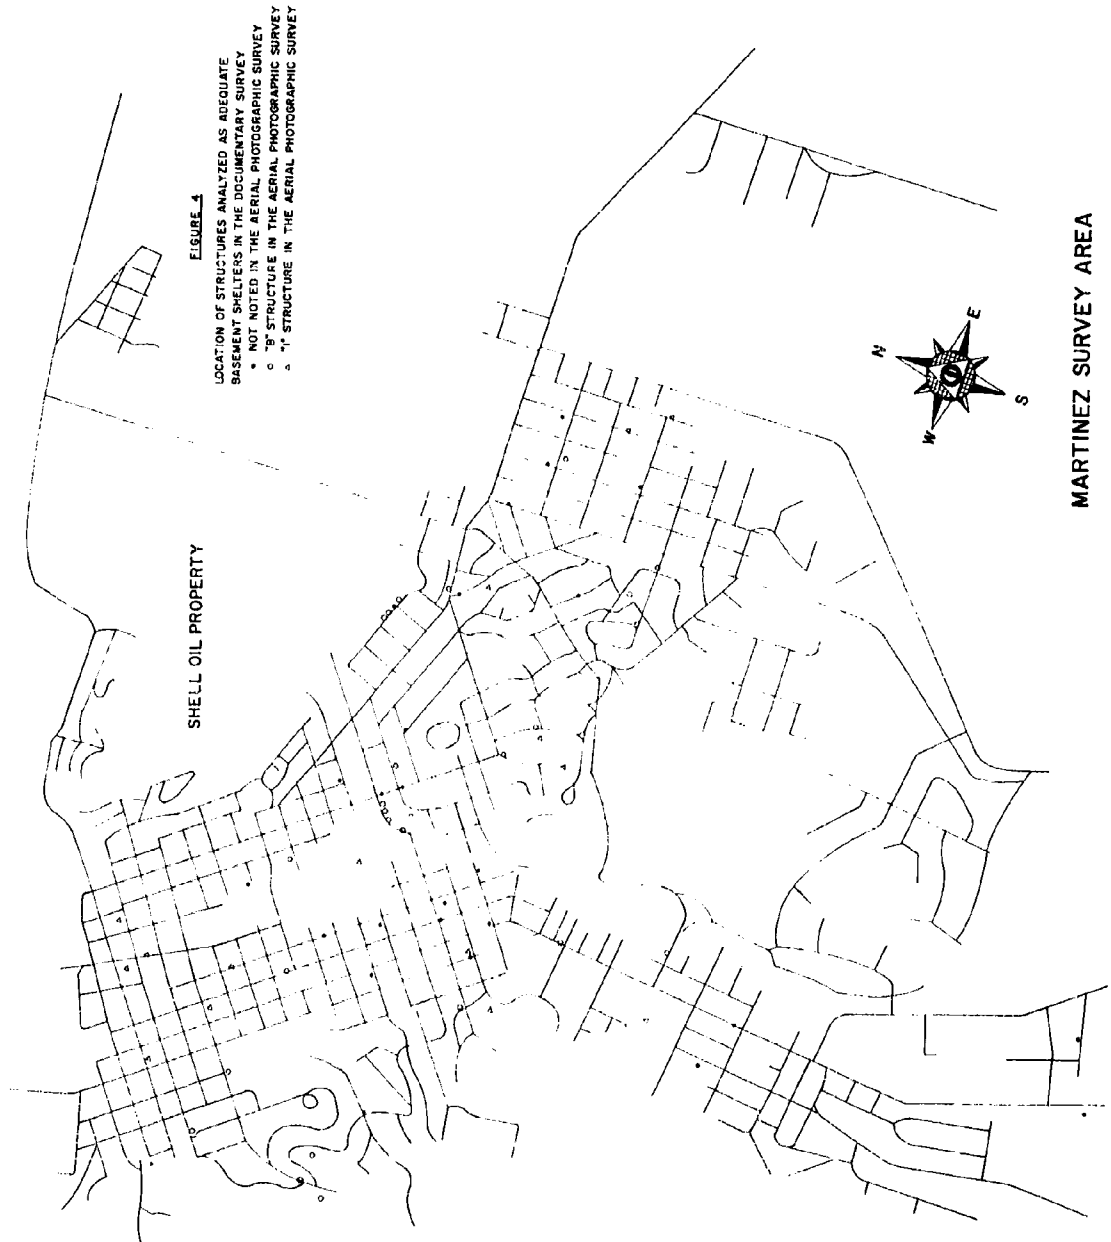 FIGURE 4
LOCATION OF STRUCTURES ANALYZED AS ADEQUATE
BASEMENT SHELTERS IN THE DOCUMENTARY SURVEY
• NOT NOTED IN THE AERIAL PHOTOGRAPHIC SURVEY
○ "B" STRUCTURE IN THE AERIAL PHOTOGRAPHIC SURVEY
△ "I" STRUCTURE IN THE AERIAL PHOTOGRAPHIC SURVEY
SHELL OIL PROPERTY
N
E
S
W
MARTINEZ SURVEY AREA